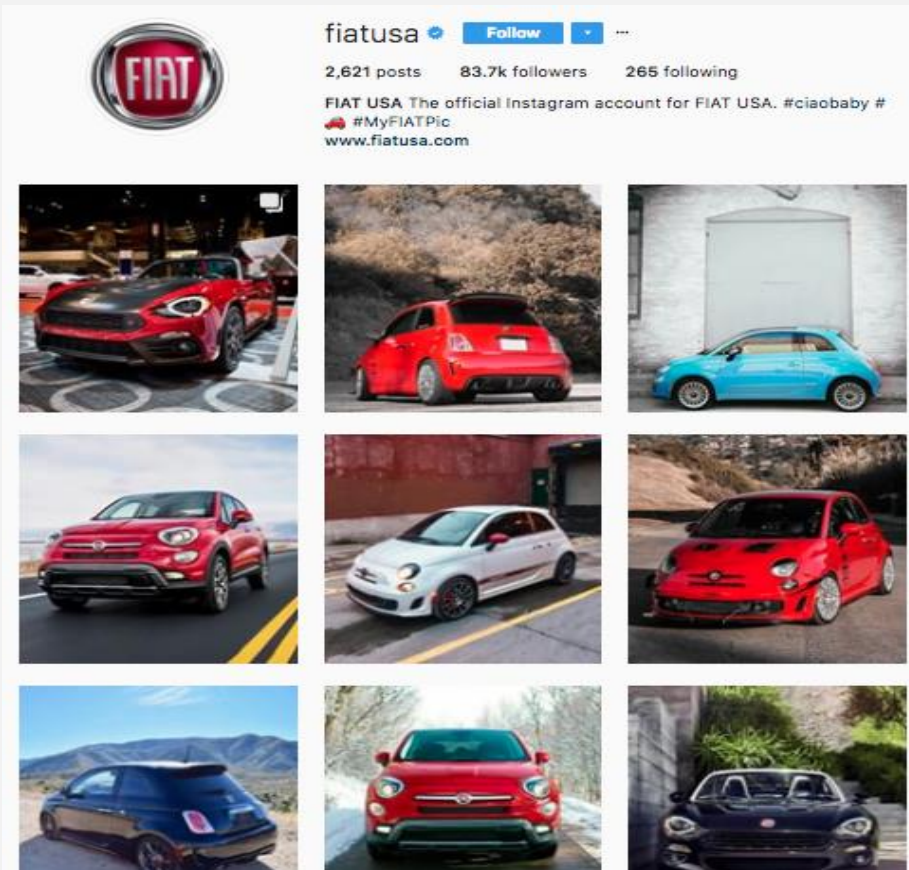 FIAT
fiatusa Follow
2,621 posts 83.7k followers 265 following
FIAT USA The official Instagram account for FIAT USA. #ciaobaby #
🚗 #MyFIATPic
www.fiatusa.com